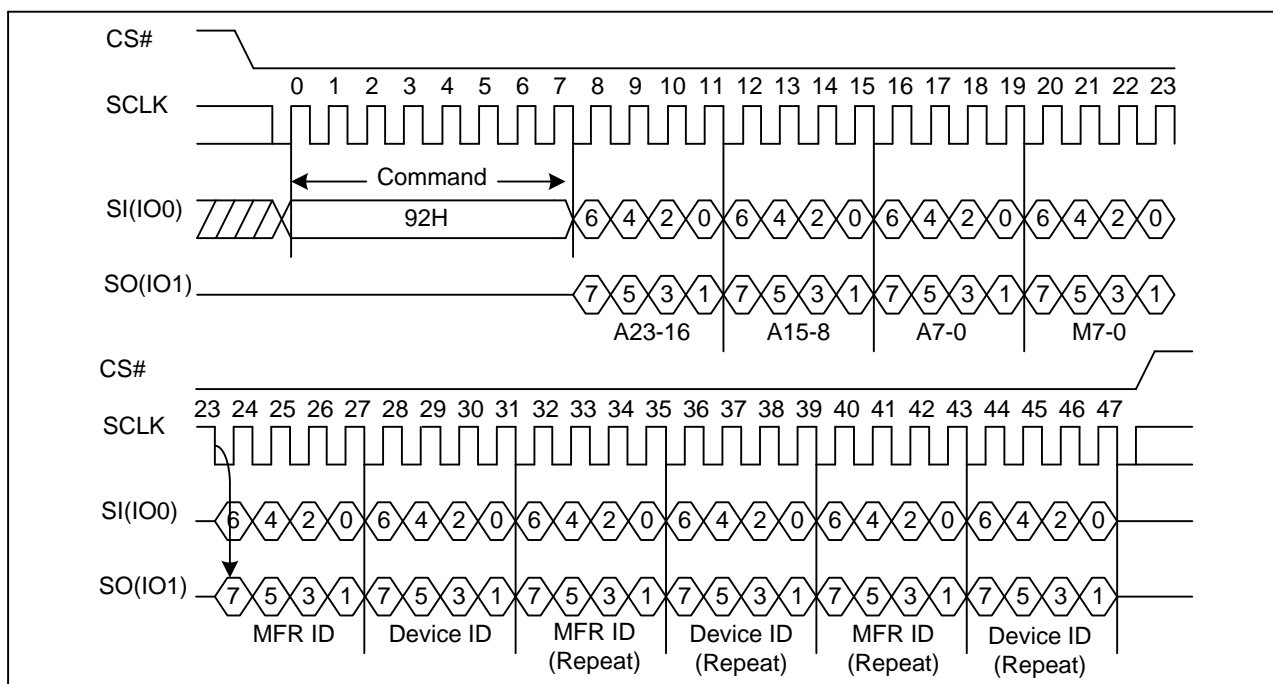 CS#
0 1 2 3 4 5 6 7 8 9 10 11 12 13 14 15 16 17 18 19 20 21 22 23
SCLK
Command
SI(IO0) 92H 6 4 2 0 6 4 2 0 6 4 2 0 6 4 2 0
SO(IO1) 7 5 3 1 7 5 3 1 7 5 3 1 7 5 3 1
A23-16 A15-8 A7-0 M7-0
CS#
23 24 25 26 27 28 29 30 31 32 33 34 35 36 37 38 39 40 41 42 43 44 45 46 47
SCLK
SI(IO0) 6 4 2 0 6 4 2 0 6 4 2 0 6 4 2 0 6 4 2 0 6 4 2 0
SO(IO1) 7 5 3 1 7 5 3 1 7 5 3 1 7 5 3 1 7 5 3 1 7 5 3 1
MFR ID Device ID MFR ID Device ID MFR ID Device ID
(Repeat) (Repeat) (Repeat) (Repeat)